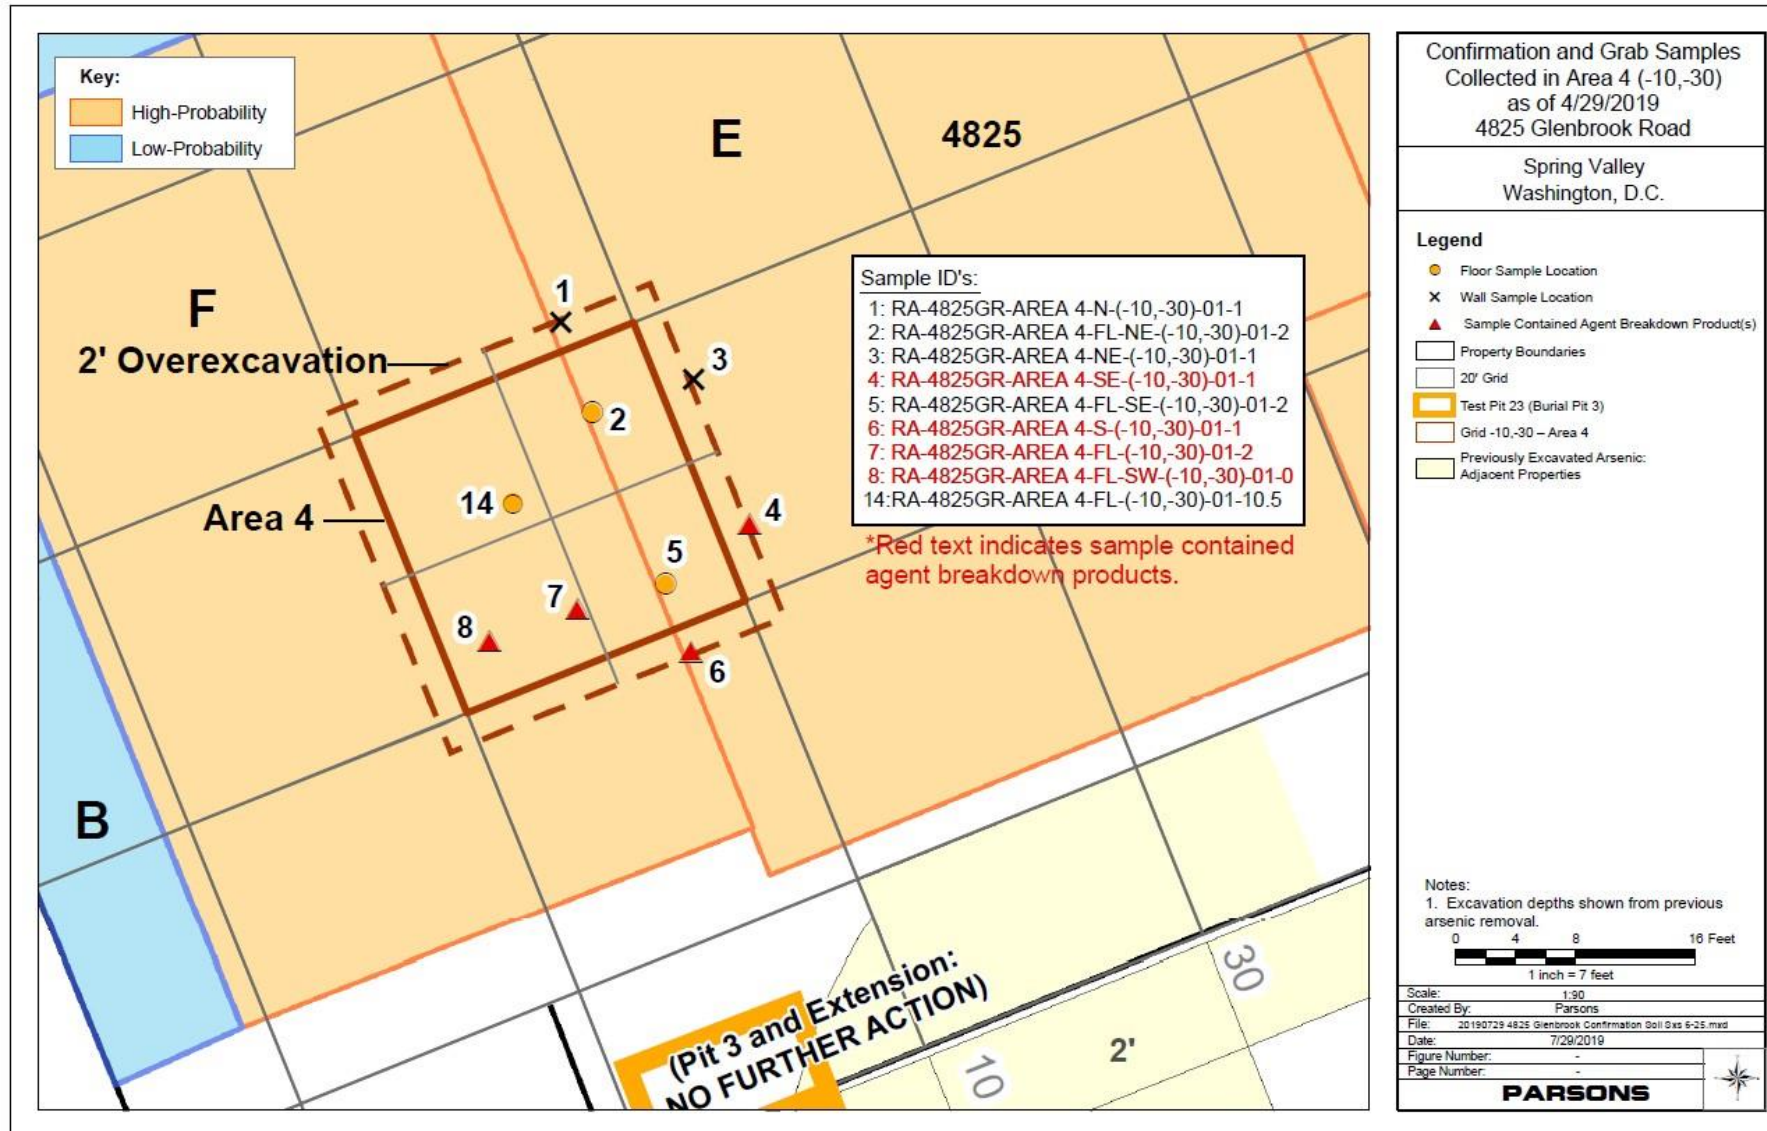 Key:
High-Probability
Low-Probability
E
4825
F
2' Overexcavation
Area 4
B
1
2
3
4
5
6
7
8
14
Sample ID's:
1: RA-4825GR-AREA 4-N-(-10,-30)-01-1
2: RA-4825GR-AREA 4-FL-NE-(-10,-30)-01-2
3: RA-4825GR-AREA 4-NE-(-10,-30)-01-1
4: RA-4825GR-AREA 4-SE-(-10,-30)-01-1
5: RA-4825GR-AREA 4-FL-SE-(-10,-30)-01-2
6: RA-4825GR-AREA 4-S-(-10,-30)-01-1
7: RA-4825GR-AREA 4-FL-(-10,-30)-01-2
8: RA-4825GR-AREA 4-FL-SW-(-10,-30)-01-0
14:RA-4825GR-AREA 4-FL-(-10,-30)-01-10.5
*Red text indicates sample contained
agent breakdown products.
(Pit 3 and Extension:
NO FURTHER ACTION)
10
30
2'
Confirmation and Grab Samples
Collected in Area 4 (-10,-30)
as of 4/29/2019
4825 Glenbrook Road
Spring Valley
Washington, D.C.
Legend
Floor Sample Location
Wall Sample Location
Sample Contained Agent Breakdown Product(s)
Property Boundaries
20' Grid
Test Pit 23 (Burial Pit 3)
Grid -10,-30 – Area 4
Previously Excavated Arsenic:
Adjacent Properties
Notes:
1. Excavation depths shown from previous
arsenic removal.
0 4 8 16 Feet
1 inch = 7 feet
Scale: 1:90
Created By: Parsons
File: 20190729 4825 Glenbrook Confirmation Soil Sxs 6-25.mxd
Date: 7/29/2019
Figure Number: -
Page Number: -
PARSONS